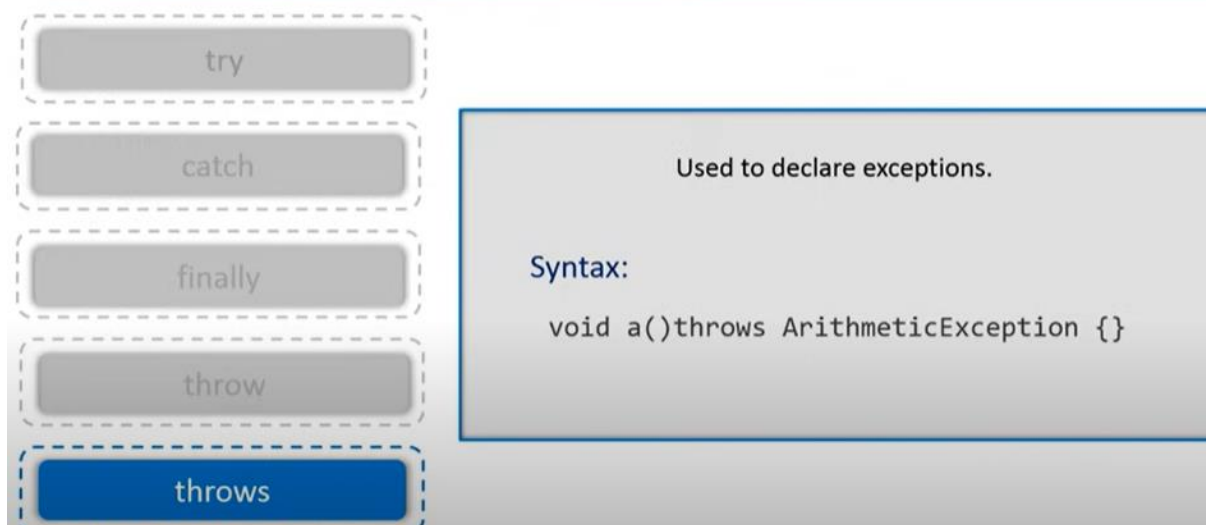 try
catch
finally
throw
throws
Used to declare exceptions.
Syntax:
void a()throws ArithmeticException {}